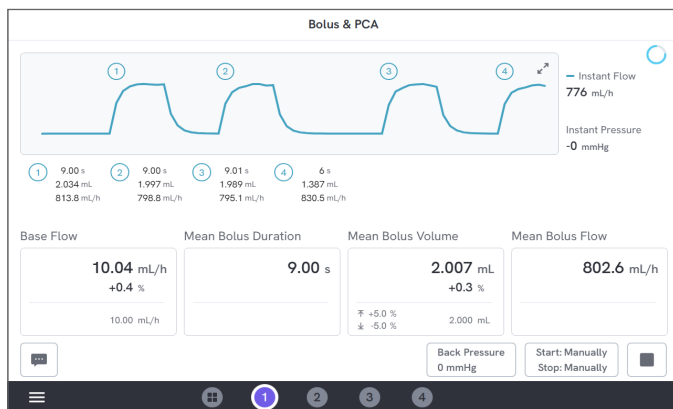 Bolus & PCA
1 2 3 4
Instant Flow
776 mL/h
Instant Pressure
-0 mmHg
1 9.00 s 2 9.00 s 3 9.01 s 4 6 s
2.034 mL 1.997 mL 1.989 mL 1.387 mL
813.8 mL/h 798.8 mL/h 795.1 mL/h 830.5 mL/h
Base Flow Mean Bolus Duration Mean Bolus Volume Mean Bolus Flow
10.04 mL/h 9.00 s 2.007 mL 802.6 mL/h
+0.4 % +0.3 %
+5.0 %
10.00 mL/h -5.0 % 2.000 mL
Back Pressure Start: Manually
0 mmHg Stop: Manually
1 2 3 4